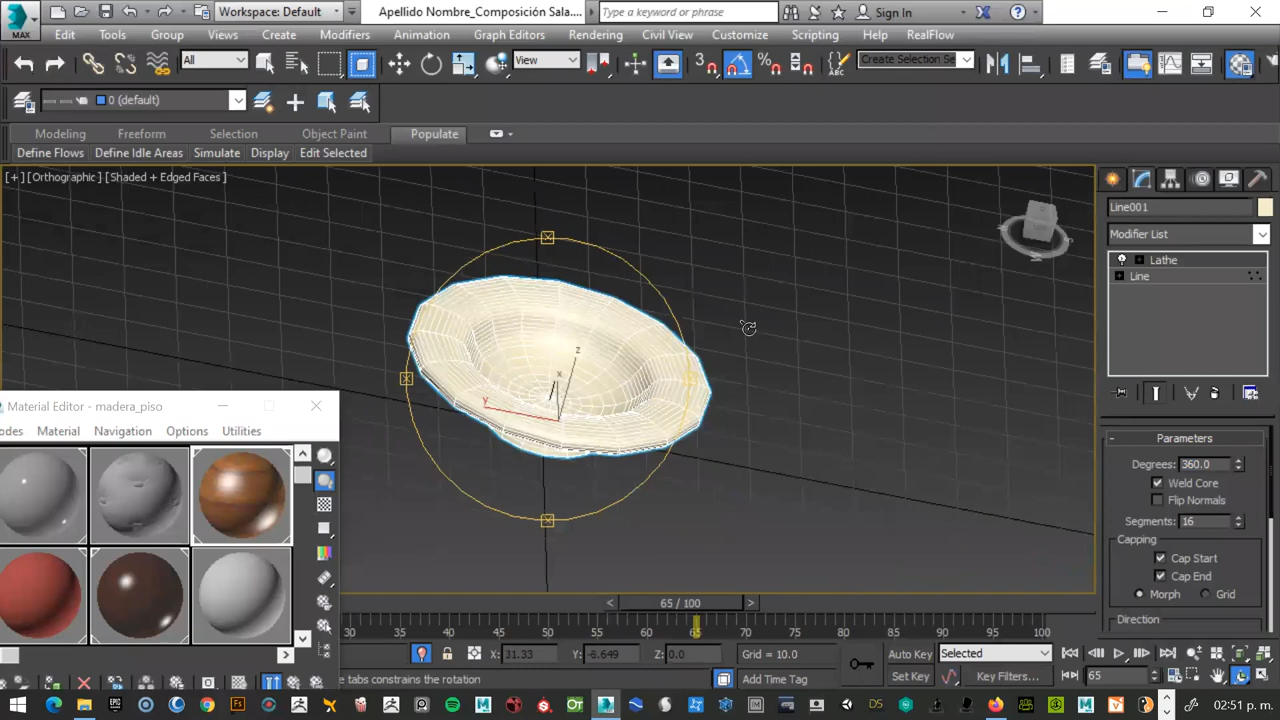 MAX
Workspace: Default
Apellido Nombre_Composición Sala....
Type a keyword or phrase
Sign In
Edit Tools Group Views Create Modifiers Animation Graph Editors Rendering Civil View Customize Scripting Help RealFlow
All
View
3
%
ABC
Create Selection Se
0 (default)
Modeling Freeform Selection Object Paint Populate
Define Flows Define Idle Areas Simulate Display Edit Selected
[+] [Orthographic ] [Shaded + Edged Faces ]
Line001
Modifier List
Lathe
Line
z
x
y
Material Editor - madera_piso
odes Material Navigation Options Utilities
Parameters
Degrees: 360.0
Weld Core
Flip Normals
Segments: 16
Capping
Cap Start
Cap End
Morph Grid
Direction
< 65 / 100 >
30 35 40 45 50 55 60 65 70 75 80 85 90 95 100
X: 31.33 Y: -8.649 Z: 0.0 Grid = 10.0 Auto Key Selected
e tabs constrains the rotation Add Time Tag Set Key Key Filters... 65
02:51 p. m.